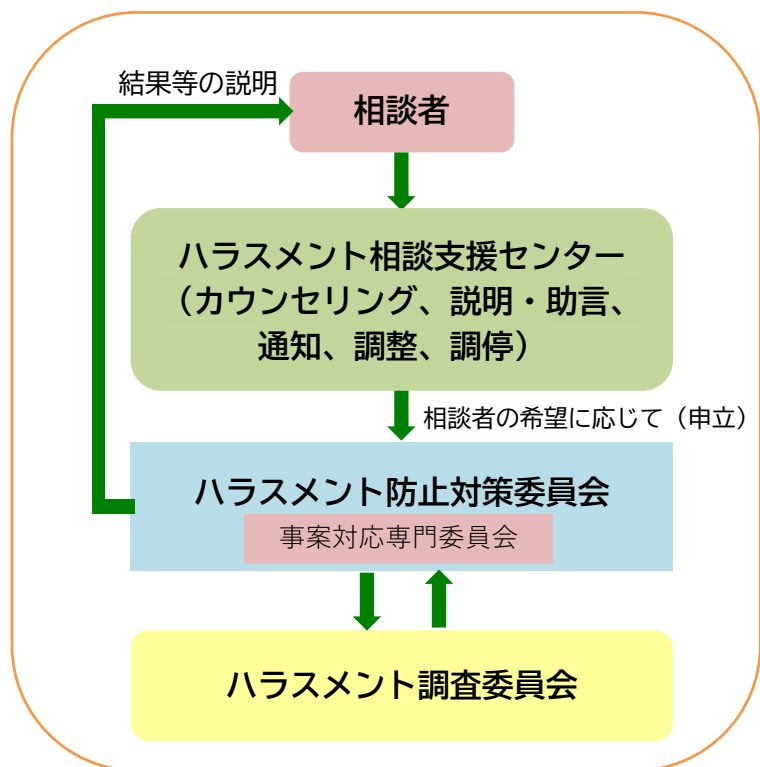 結果等の説明
相談者
ハラスメント相談支援センター
（カウンセリング、説明・助言、
通知、調整、調停）
相談者の希望に応じて（申立）
ハラスメント防止対策委員会
事案対応専門委員会
ハラスメント調査委員会